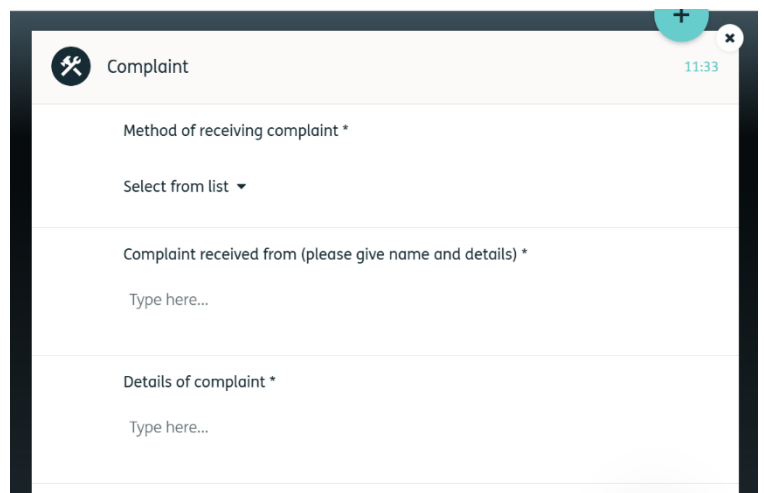 Complaint
11:33
Method of receiving complaint *
Select from list
Complaint received from (please give name and details) *
Type here...
Details of complaint *
Type here...